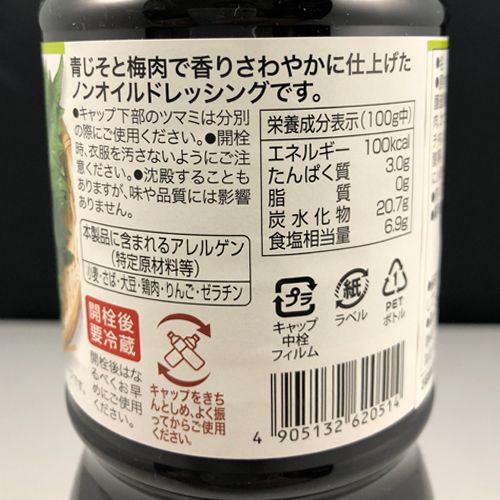 青じそと梅肉で香りさわやかに仕上げた
ノンオイルドレッシングです。
●キャップ下部のツマミは分別
の際にご使用ください。●開栓
時、衣服を汚さないようにご注
意ください。●沈殿することも
ありますが、味や品質には影響
ありません。
本製品に含まれるアレルゲン
(特定原材料等)
小麦・さば・大豆・鶏肉・りんご・ゼラチン
開栓後
要冷蔵
開栓後はな
るべくお早
めにご使用
です。
キャップをきち
んとしめ、よく振
ってからご使用
ください。
栄養成分表示(100g中)
エネルギー 100kcal
たんぱく質 3.0g
脂質 0g
炭水化物 20.7g
食塩相当量 6.9g
プラ
キャップ
中栓
フィルム
紙
ラベル
1
PET
ボトル
4 905132 620514